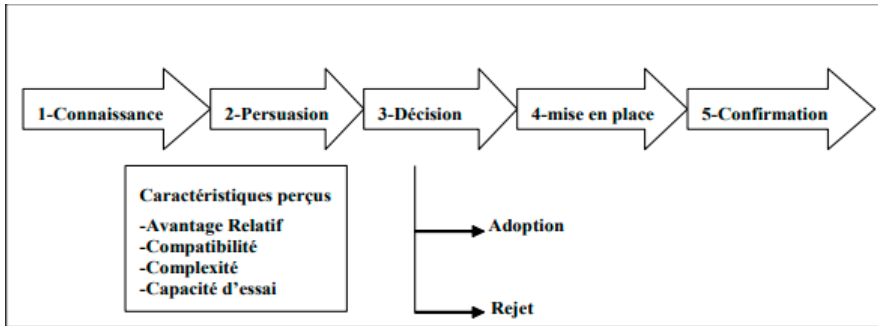 1-Connaissance
2-Persuasion
3-Décision
4-mise en place
5-Confirmation
Caractéristiques perçus
-Avantage Relatif
-Compatibilité
-Complexité
-Capacité d'essai
Adoption
Rejet